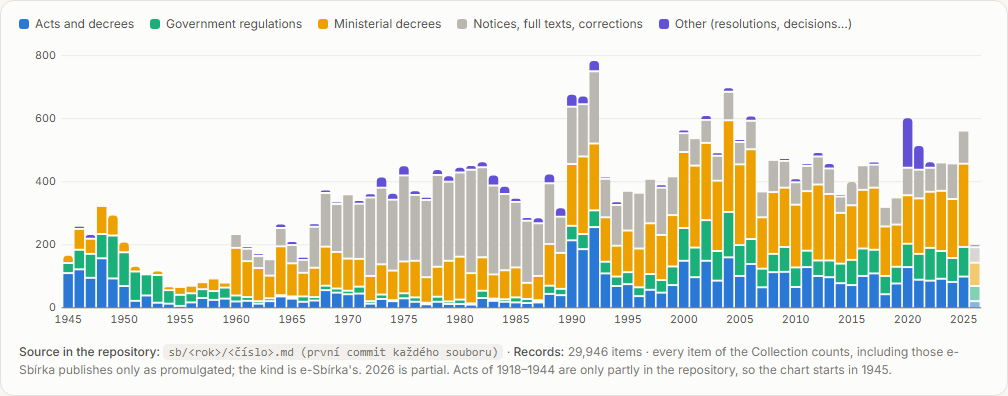 Acts and decrees Government regulations Ministerial decrees Notices, full texts, corrections Other (resolutions, decisions...)
800
600
400
200
0
1945 1950 1955 1960 1965 1970 1975 1980 1985 1990 1995 2000 2005 2010 2015 2020 2025
Source in the repository: sb/<rok>/<číslo>.md (první commit každého souboru) · Records: 29,946 items · every item of the Collection counts, including those e-
Sbírka publishes only as promulgated; the kind is e-Sbírka's. 2026 is partial. Acts of 1918–1944 are only partly in the repository, so the chart starts in 1945.